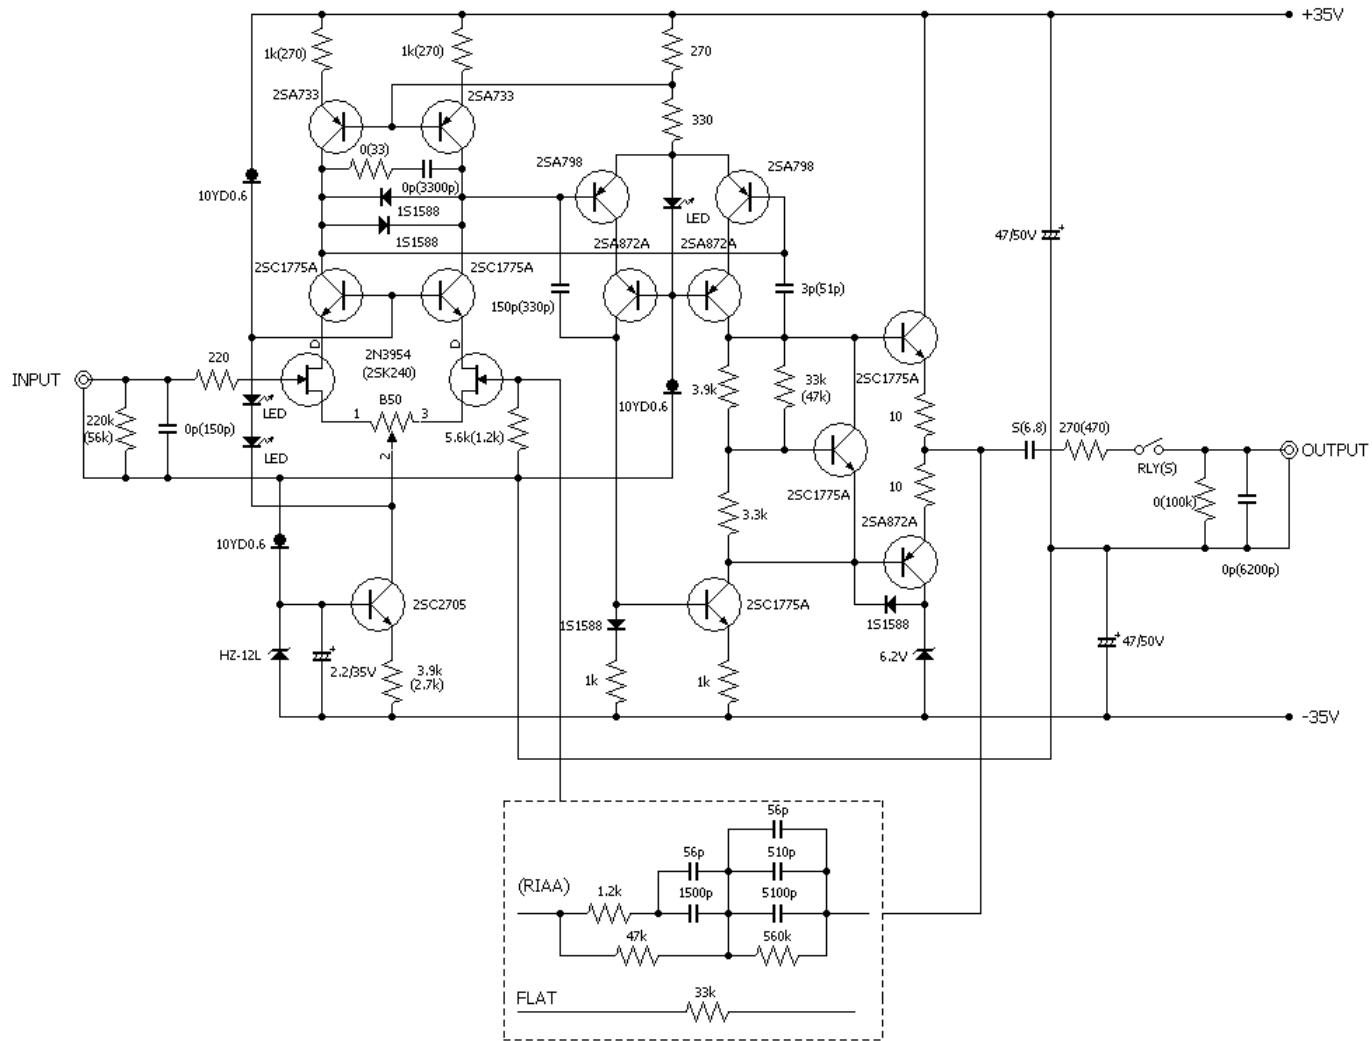 +35V
1k(270)
1k(270)
270
2SA733
2SA733
330
0(33)
2SA798
2SA798
10YD0.6
0p(3300p)
1S1588
LED
47/50V
1S1588
2SA872A
2SA872A
2SC1775A
2SC1775A
150p(330p)
3p(51p)
220
D
D
2N3954
(2SK240)
2SC1775A
INPUT
B50
3.9k
33k
(47k)
LED
10YD0.6
220k
(56k)
0p(150p)
1
3
5.6k(1.2k)
10
S(6.8)
270(470)
LED
2
OUTPUT
RLY(S)
2SC1775A
10
3.3k
0(100k)
2SA872A
10YD0.6
0p(6200p)
2SC2705
2SC1775A
1S1588
1S1588
HZ-12L
2.2/35V
3.9k
(2.7k)
6.2V
47/50V
1k
1k
-35V
56p
56p
510p
(RIAA)
1.2k
1500p
5100p
47k
560k
FLAT
33k
+
+
+